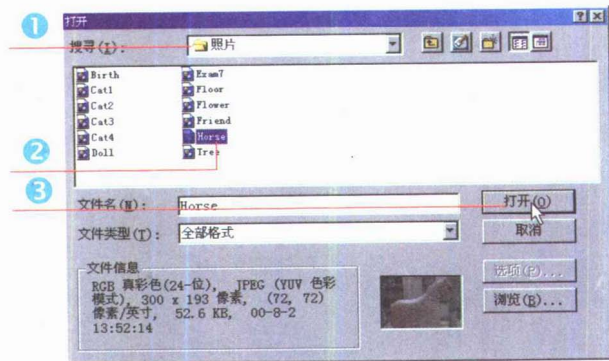 打开
1
搜寻(I):
照片
Birth
Cat1
Cat2
Cat3
Cat4
Doll
Exam7
Floor
Flower
Friend
Horse
Tree
2
3
文件名(N):
Horse
打开(O)
文件类型(T):
全部格式
取消
文件信息
RGB 真彩色(24-位), JPEG (YUV 色彩
模式), 300 x 193 像素, (72, 72)
像素/英寸, 52.6 KB, 00-8-2
13:52:14
选项(P)...
浏览(B)...